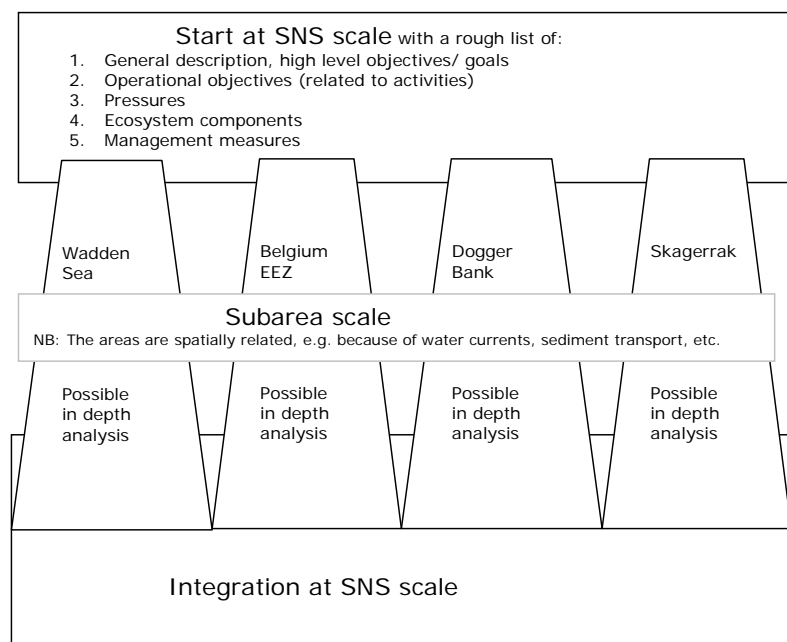 Start at SNS scale with a rough list of:
1. General description, high level objectives/ goals
2. Operational objectives (related to activities)
3. Pressures
4. Ecosystem components
5. Management measures
Wadden
Sea
Belgium
EEZ
Dogger
Bank
Skagerrak
Subarea scale
NB: The areas are spatially related, e.g. because of water currents, sediment transport, etc.
Possible
in depth
analysis
Possible
in depth
analysis
Possible
in depth
analysis
Possible
in depth
analysis
Integration at SNS scale